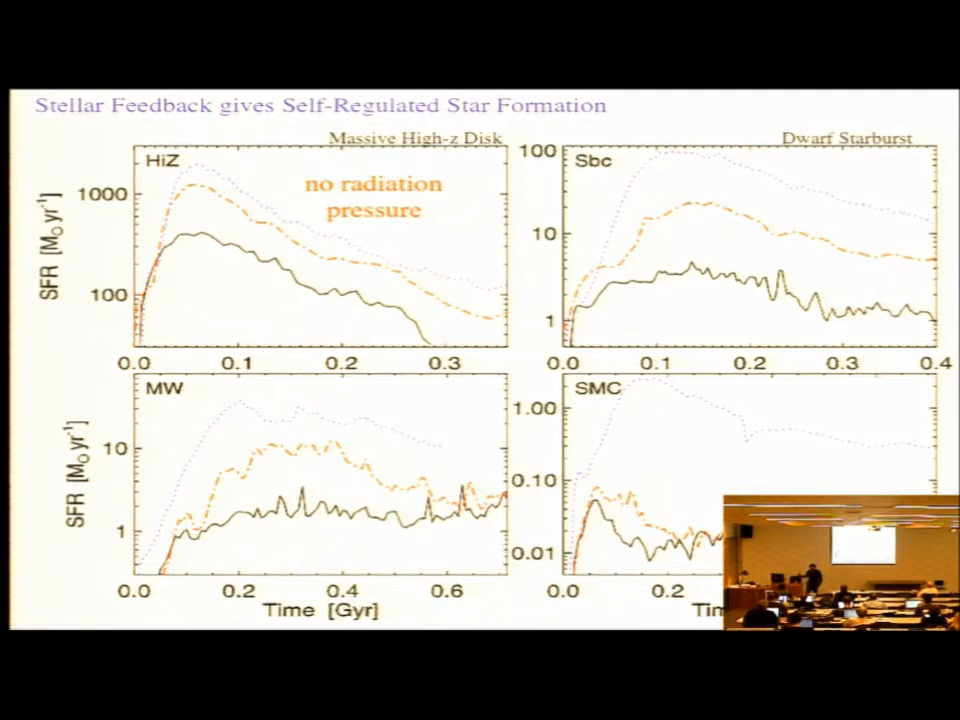 Stellar Feedback gives Self-Regulated Star Formation
Massive High-z Disk
Dwarf Starburst
HiZ
no radiation
pressure
SFR [M⊙ yr⁻¹]
1000
100
0.0 0.1 0.2 0.3
Sbc
100
10
1
0.0 0.1 0.2 0.3 0.4
MW
SFR [M⊙ yr⁻¹]
10
1
0.0 0.2 0.4 0.6
Time [Gyr]
SMC
1.00
0.10
0.01
0.0 0.2